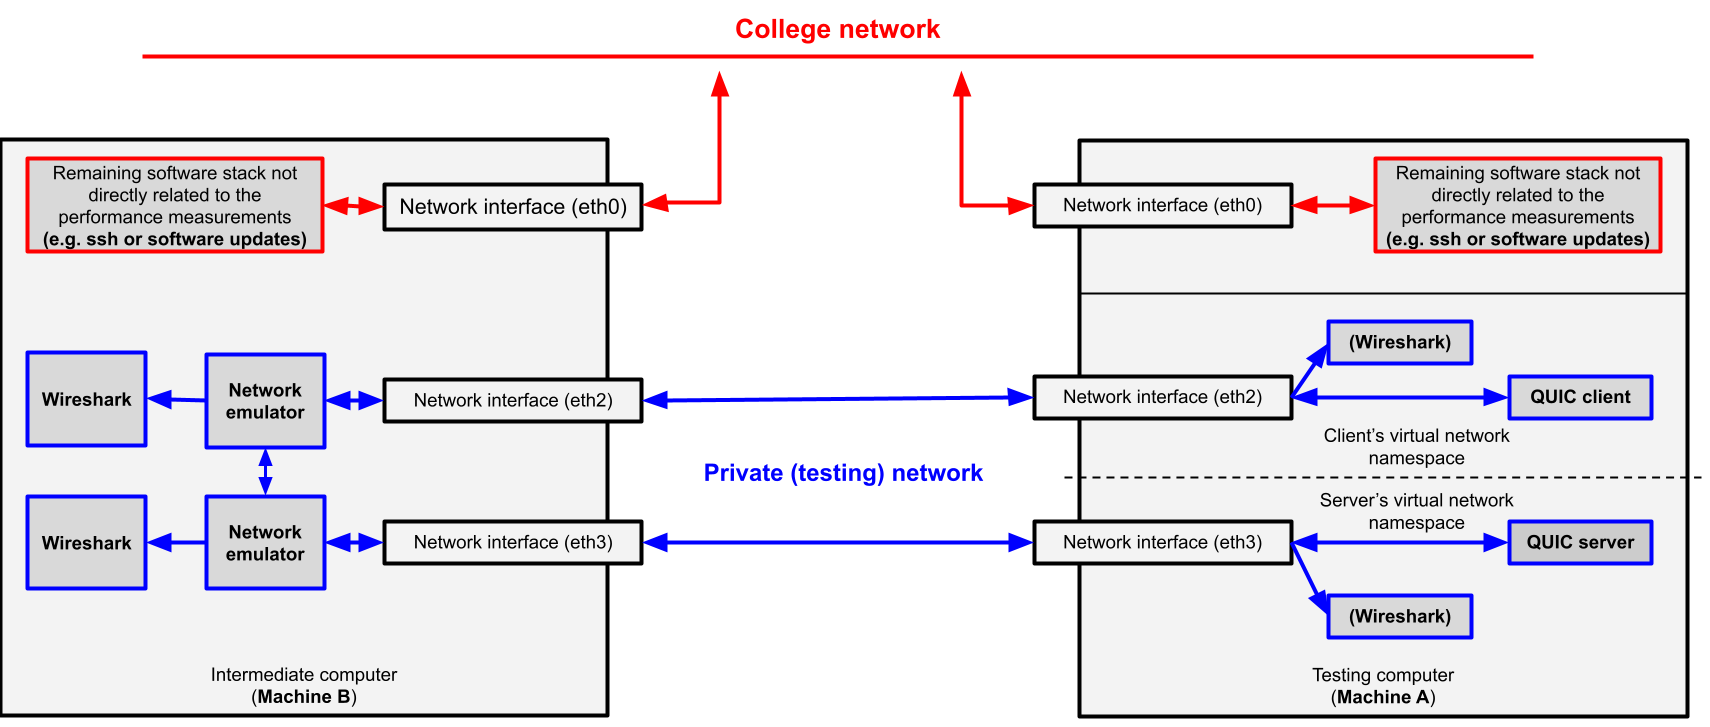 College network
Remaining software stack not
directly related to the
performance measurements
(e.g. ssh or software updates)
Network interface (eth0)
Network interface (eth0)
Remaining software stack not
directly related to the
performance measurements
(e.g. ssh or software updates)
Wireshark
Network
emulator
Network interface (eth2)
Network interface (eth2)
(Wireshark)
QUIC client
Client's virtual network
namespace
Private (testing) network
Server's virtual network
namespace
Wireshark
Network
emulator
Network interface (eth3)
Network interface (eth3)
QUIC server
(Wireshark)
Intermediate computer
(Machine B)
Testing computer
(Machine A)